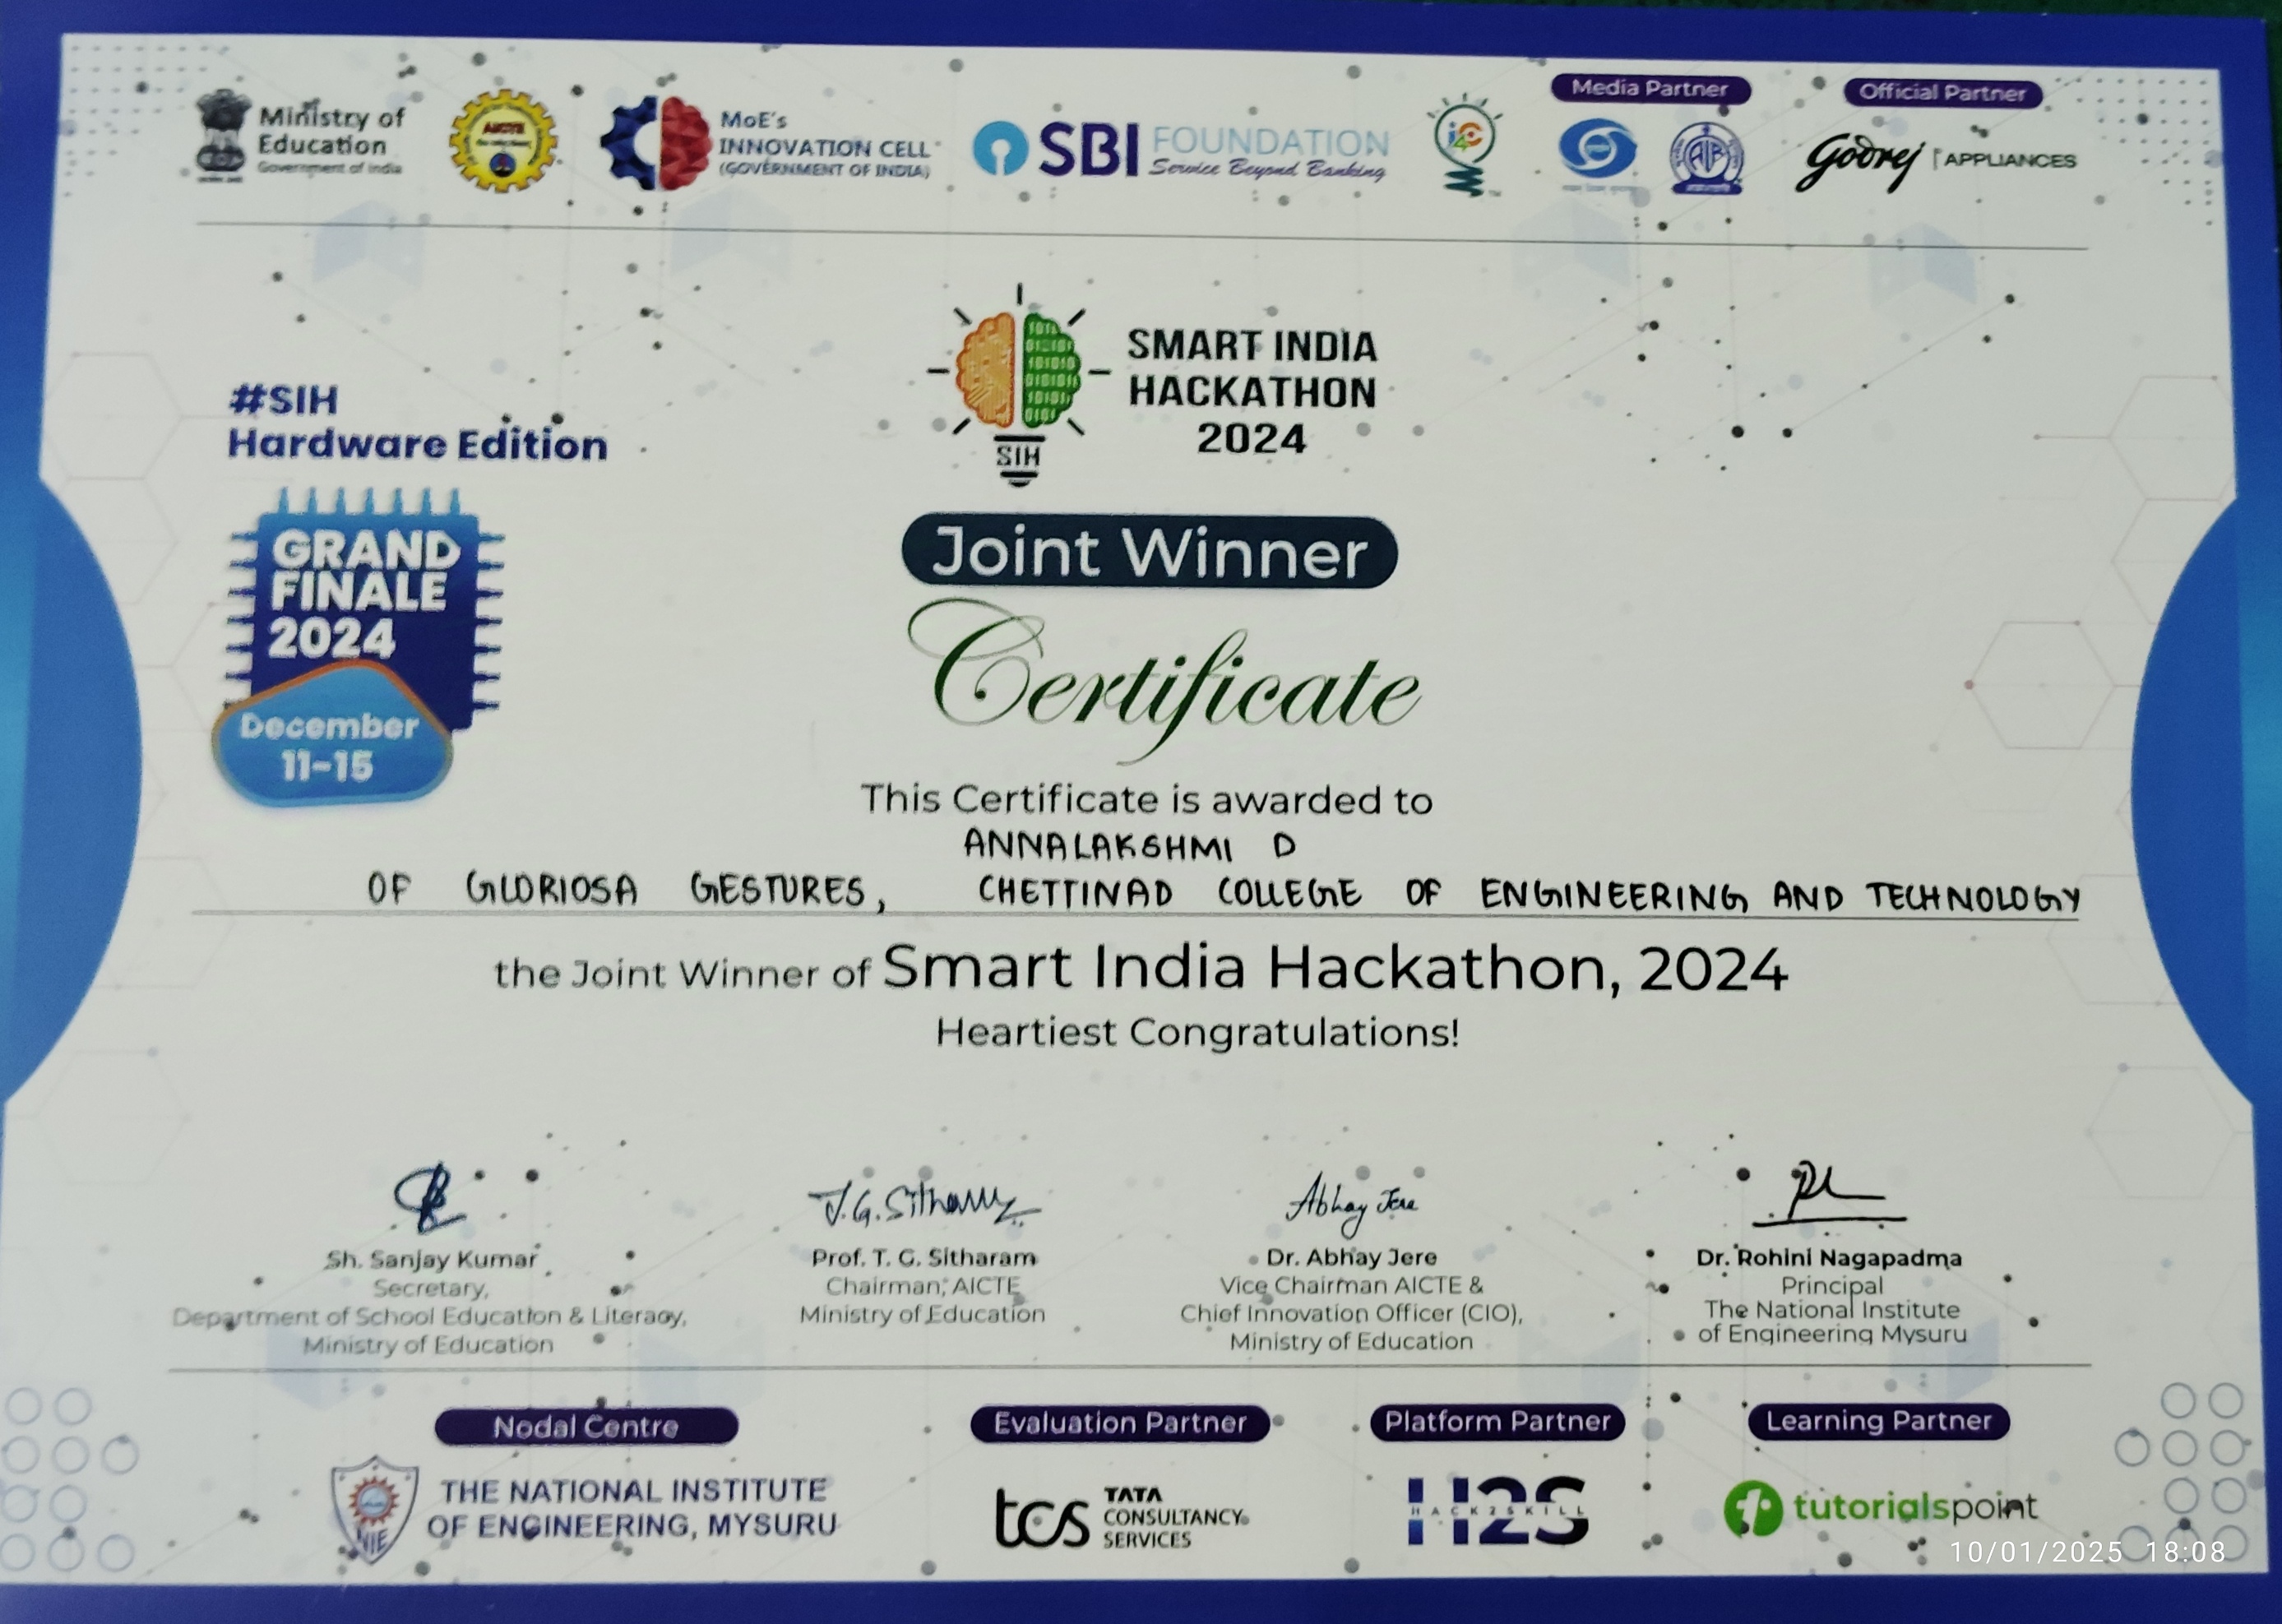 Ministry of
Education
Government of India
AICTE
MoE's
INNOVATION CELL
(GOVERNMENT OF INDIA)
SBI FOUNDATION
Service Beyond Banking
Media Partner
Official Partner
Godrej | APPLIANCES
#SIH
Hardware Edition
SMART INDIA
HACKATHON
2024
SIH
GRAND
FINALE
2024
December
11-15
Joint Winner
Certificate
This Certificate is awarded to
ANNALAKSHMI D
OF GLORIOSA GESTURES, CHETTINAD COLLEGE OF ENGINEERING AND TECHNOLOGY
the Joint Winner of Smart India Hackathon, 2024
Heartiest Congratulations!
T.G. Sitharam
Abhay Jere
Sh. Sanjay Kumar
Secretary,
Department of School Education & Literacy,
Ministry of Education
Prof. T. G. Sitharam
Chairman, AICTE
Ministry of Education
Dr. Abhay Jere
Vice Chairman AICTE &
Chief Innovation Officer (CIO),
Ministry of Education
Dr. Rohini Nagapadma
Principal
The National Institute
of Engineering Mysuru
Nodal Centre
NIE
THE NATIONAL INSTITUTE
OF ENGINEERING, MYSURU
Evaluation Partner
tcs TATA
CONSULTANCY
SERVICES
Platform Partner
H2S
HACK2SKILL
Learning Partner
tutorialspoint
10/01/2025 18:08